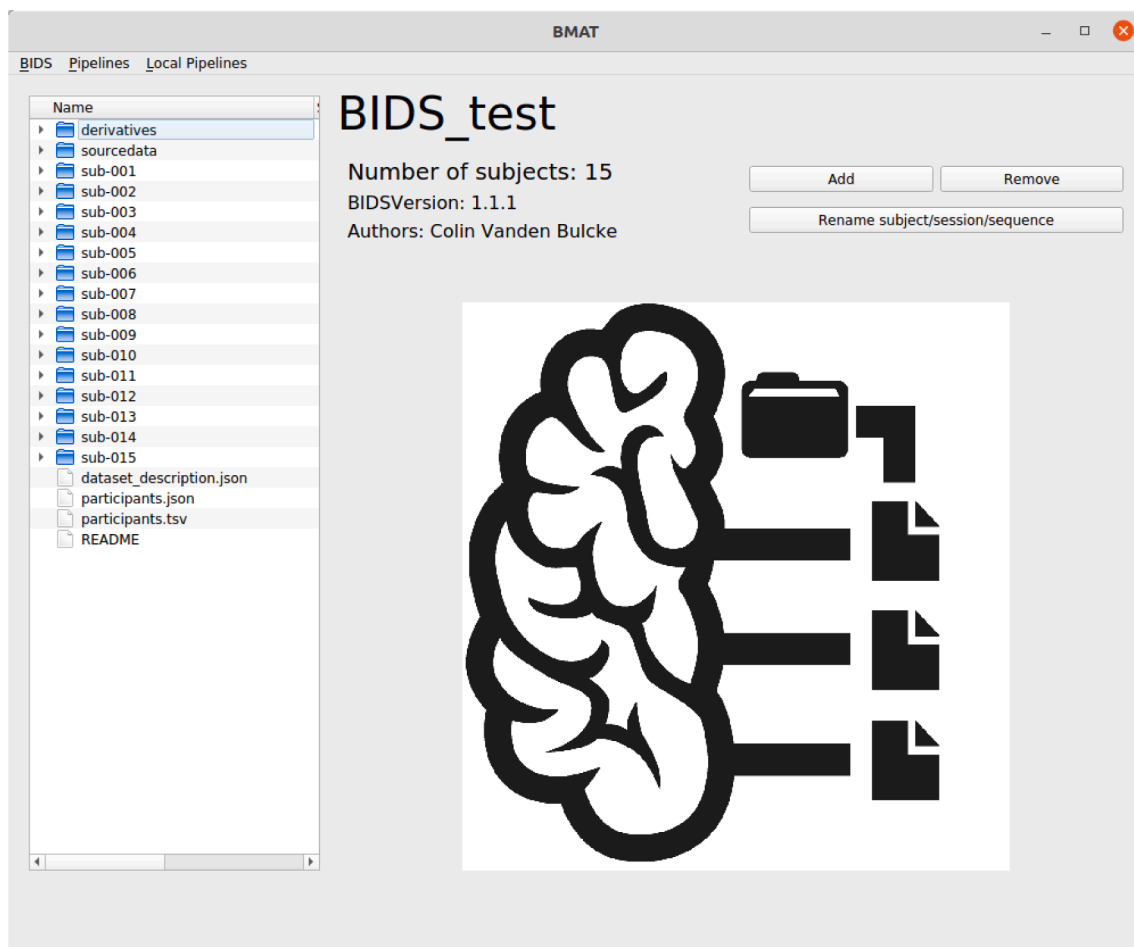 BMAT
BIDS Pipelines Local Pipelines
Name
derivatives
sourcedata
sub-001
sub-002
sub-003
sub-004
sub-005
sub-006
sub-007
sub-008
sub-009
sub-010
sub-011
sub-012
sub-013
sub-014
sub-015
dataset_description.json
participants.json
participants.tsv
README
BIDS_test
Number of subjects: 15
BIDSVersion: 1.1.1
Authors: Colin Vanden Bulcke
Add Remove
Rename subject/session/sequence